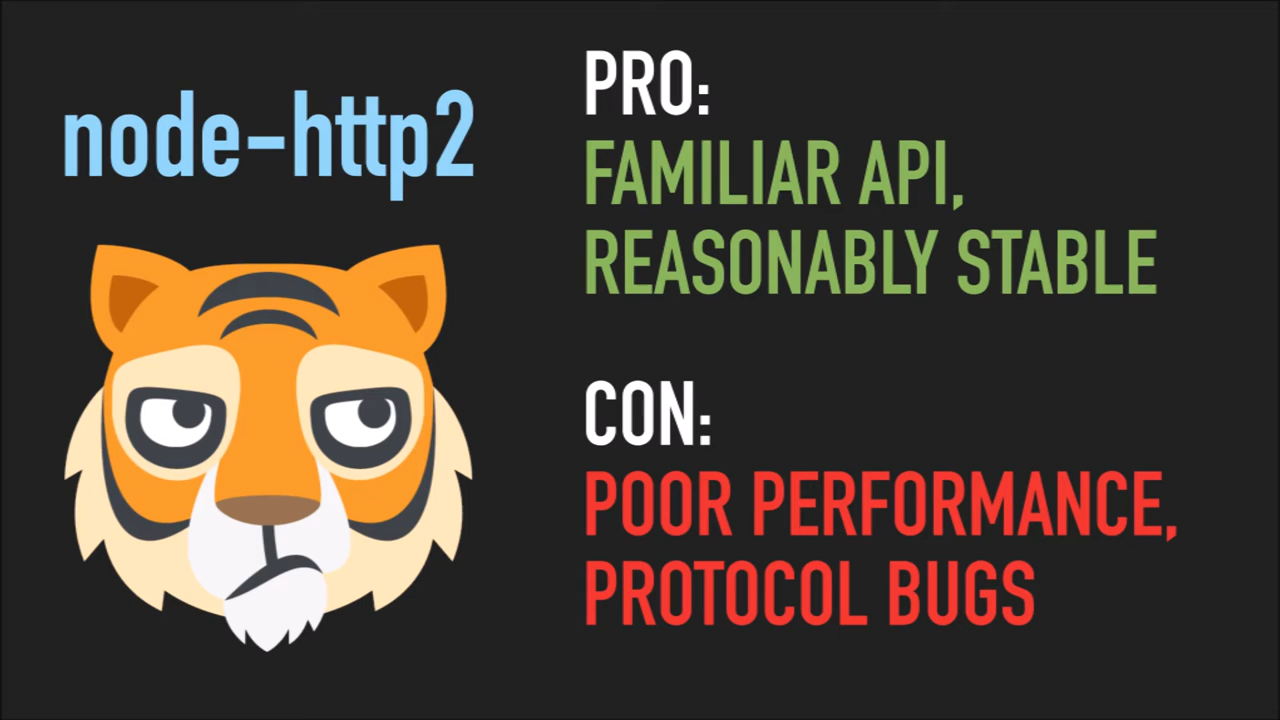 node-http2
PRO:
FAMILIAR API,
REASONABLY STABLE
CON:
POOR PERFORMANCE,
PROTOCOL BUGS